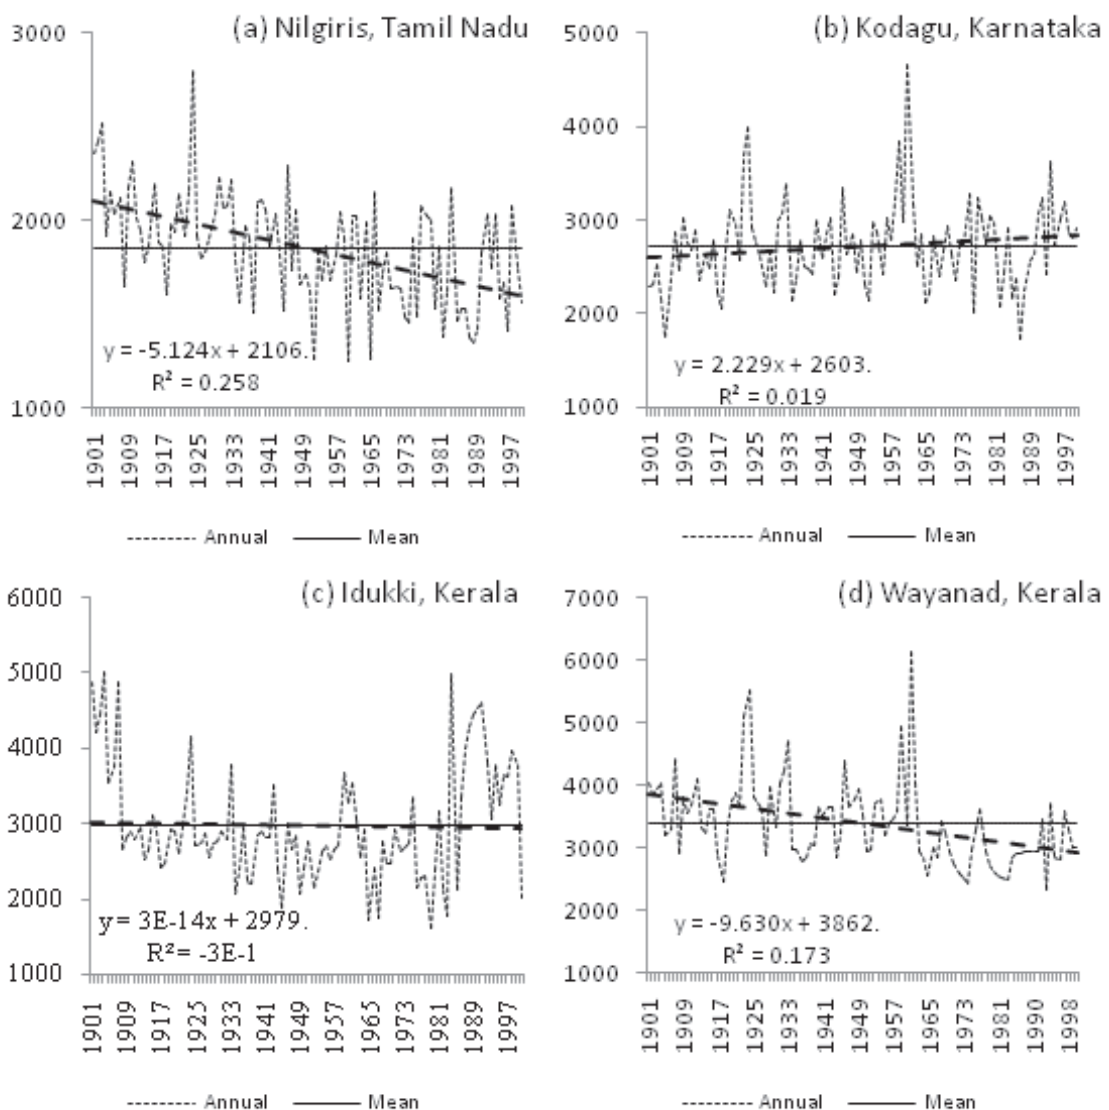 (a) Nilgiris, Tamil Nadu
3000
2000
1000
y = -5.124x + 2106.
R² = 0.258
1901 1909 1917 1925 1933 1941 1949 1957 1965 1973 1981 1989 1997
Annual Mean
(b) Kodagu, Karnataka
5000
4000
3000
2000
1000
y = 2.229x + 2603.
R² = 0.019
1901 1909 1917 1925 1933 1941 1949 1957 1965 1973 1981 1989 1997
Annual Mean
(c) Idukki, Kerala
6000
5000
4000
3000
2000
1000
y= 3E-14x + 2979.
R²= -3E-1
1901 1909 1917 1925 1933 1941 1949 1957 1965 1973 1981 1989 1997
Annual Mean
(d) Wayanad, Kerala
7000
6000
5000
4000
3000
2000
1000
y = -9.630x + 3862.
R² = 0.173
1901 1909 1917 1925 1933 1941 1949 1957 1965 1973 1981 1990 1998
Annual Mean